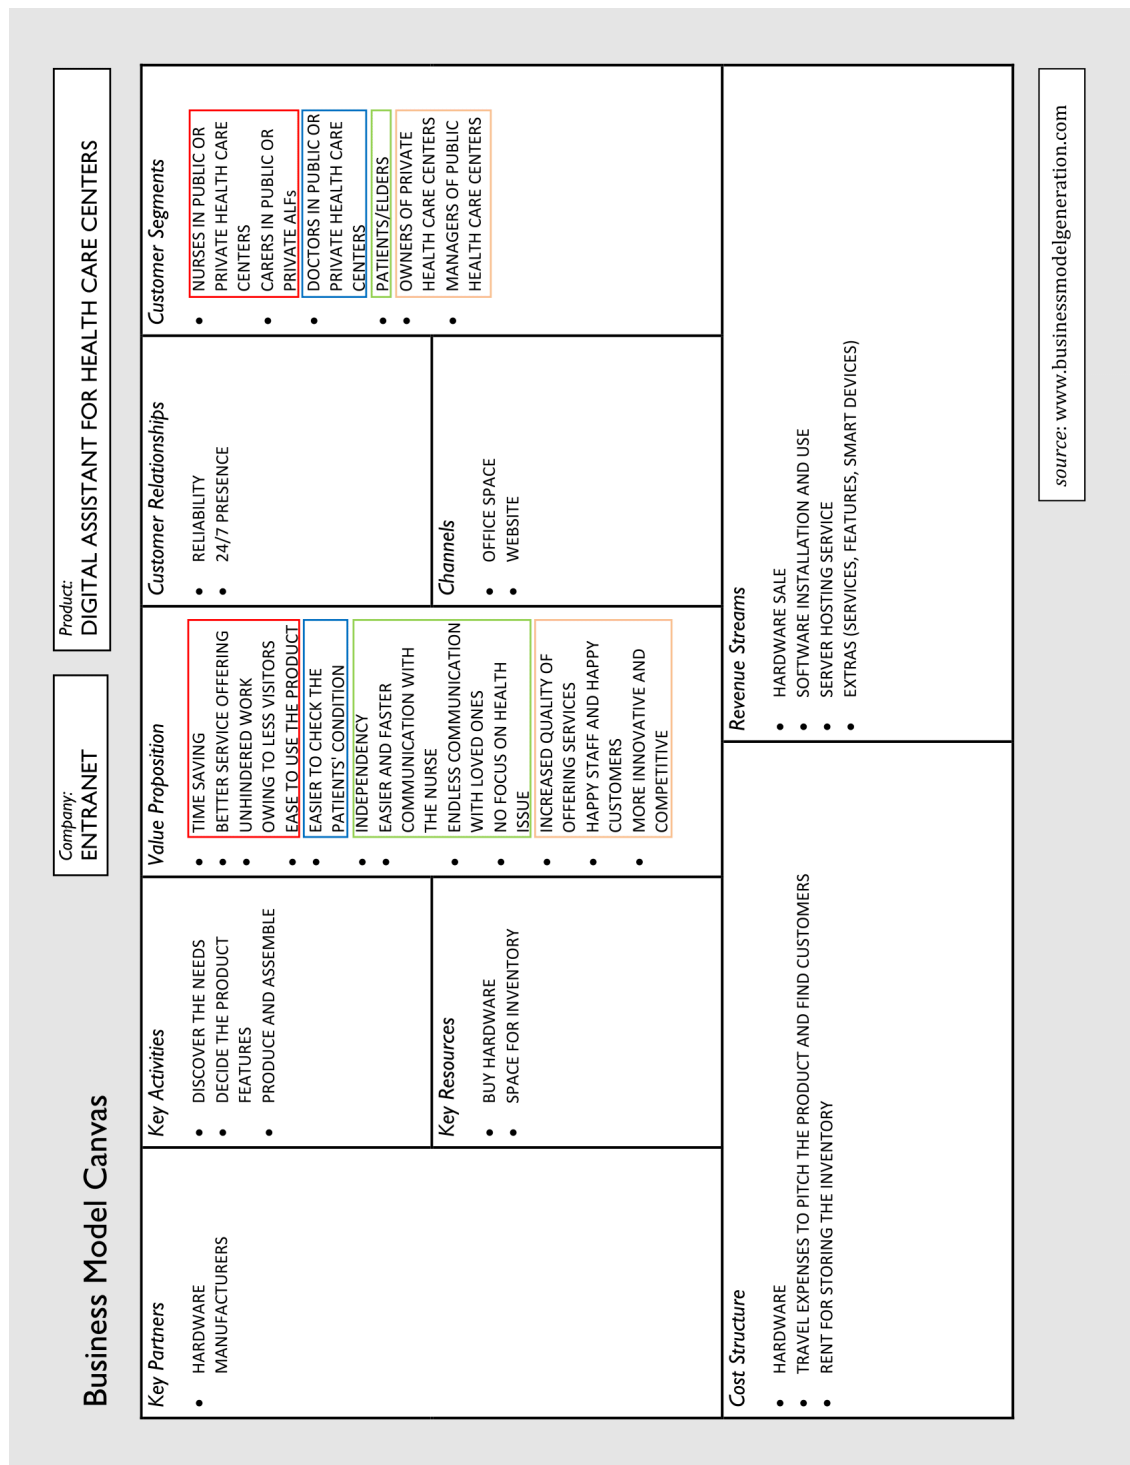 Business Model Canvas
Company:
ENTRANET
Product:
DIGITAL ASSISTANT FOR HEALTH CARE CENTERS
Key Partners
• HARDWARE
MANUFACTURERS
Key Activities
• DISCOVER THE NEEDS
• DECIDE THE PRODUCT
FEATURES
• PRODUCE AND ASSEMBLE
Key Resources
• BUY HARDWARE
• SPACE FOR INVENTORY
Value Proposition
• TIME SAVING
• BETTER SERVICE OFFERING
• UNHINDERED WORK
OWING TO LESS VISITORS
• EASE TO USE THE PRODUCT
• EASIER TO CHECK THE
PATIENTS' CONDITION
• INDEPENDENCY
• EASIER AND FASTER
COMMUNICATION WITH
THE NURSE
• ENDLESS COMMUNICATION
WITH LOVED ONES
• NO FOCUS ON HEALTH
ISSUE
• INCREASED QUALITY OF
OFFERING SERVICES
• HAPPY STAFF AND HAPPY
CUSTOMERS
• MORE INNOVATIVE AND
COMPETITIVE
Customer Relationships
• RELIABILITY
• 24/7 PRESENCE
Channels
• OFFICE SPACE
• WEBSITE
Customer Segments
• NURSES IN PUBLIC OR
PRIVATE HEALTH CARE
CENTERS
• CARERS IN PUBLIC OR
PRIVATE ALFs
• DOCTORS IN PUBLIC OR
PRIVATE HEALTH CARE
CENTERS
• PATIENTS/ELDERS
• OWNERS OF PRIVATE
HEALTH CARE CENTERS
• MANAGERS OF PUBLIC
HEALTH CARE CENTERS
Cost Structure
• HARDWARE
• TRAVEL EXPENSES TO PITCH THE PRODUCT AND FIND CUSTOMERS
• RENT FOR STORING THE INVENTORY
Revenue Streams
• HARDWARE SALE
• SOFTWARE INSTALLATION AND USE
• SERVER HOSTING SERVICE
• EXTRAS (SERVICES, FEATURES, SMART DEVICES)
source: www.businessmodelgeneration.com